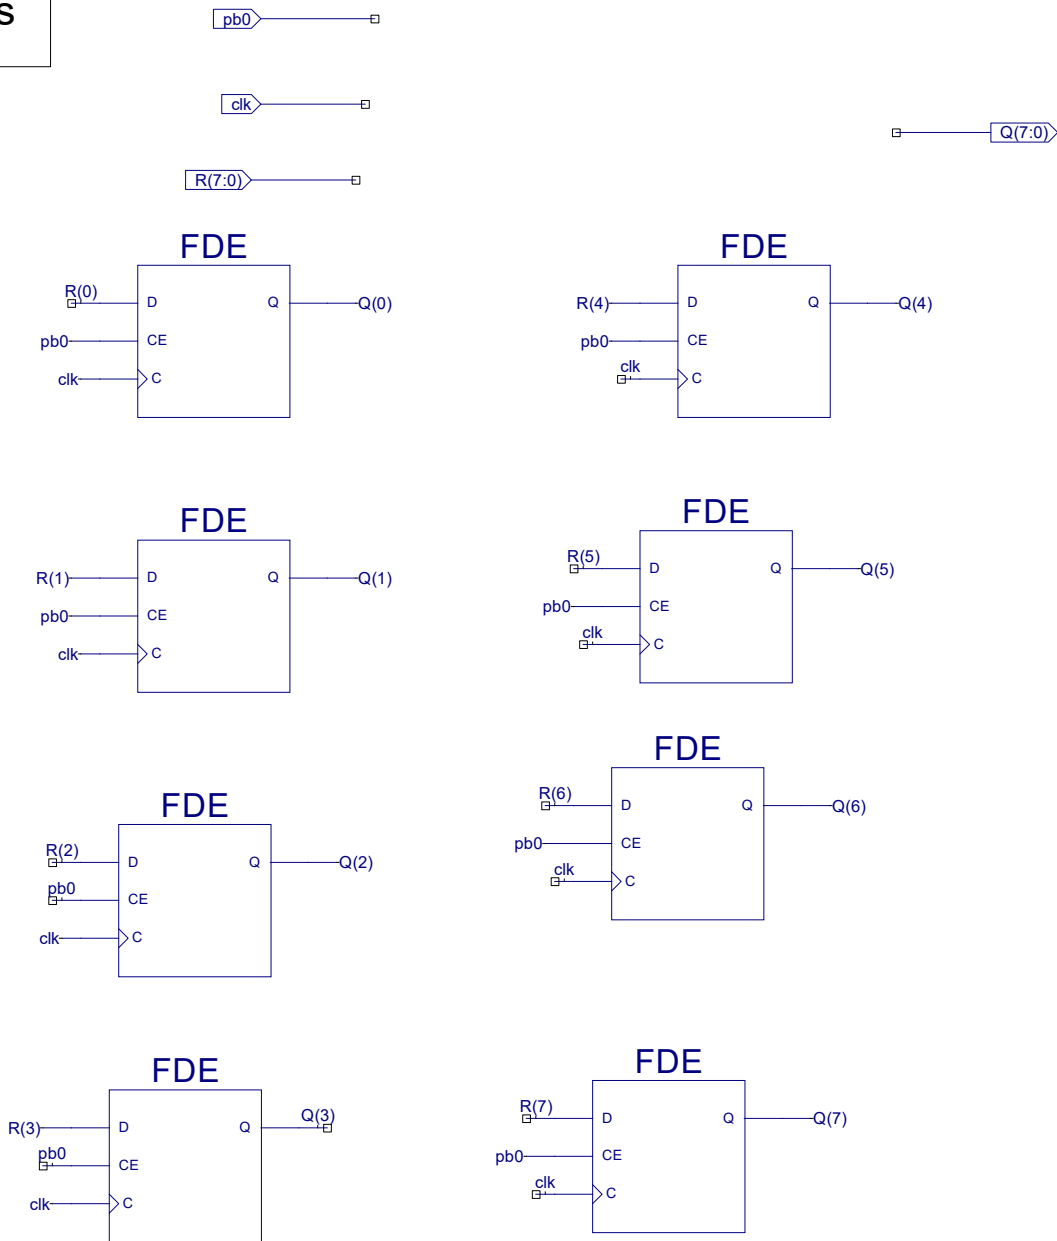 S
pb0
clk
Q(7:0)
R(7:0)
FDE
R(0)
D
Q
Q(0)
pb0
CE
clk
C
FDE
R(4)
D
Q
Q(4)
pb0
CE
clk
C
FDE
R(1)
D
Q
Q(1)
pb0
CE
clk
C
FDE
R(5)
D
Q
Q(5)
pb0
CE
clk
C
FDE
R(2)
D
Q
Q(2)
pb0
CE
clk
C
FDE
R(6)
D
Q
Q(6)
pb0
CE
clk
C
FDE
R(3)
D
Q
Q(3)
pb0
CE
clk
C
FDE
R(7)
D
Q
Q(7)
pb0
CE
clk
C